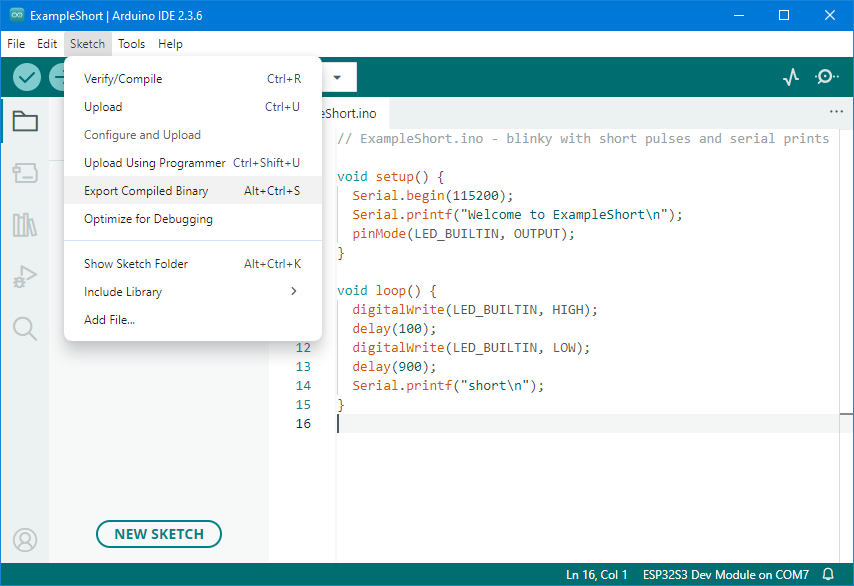 ExampleShort | Arduino IDE 2.3.6
File Edit Sketch Tools Help
Verify/Compile Ctrl+R
Upload Ctrl+U
Configure and Upload
Upload Using Programmer Ctrl+Shift+U
Export Compiled Binary Alt+Ctrl+S
Optimize for Debugging
Show Sketch Folder Alt+Ctrl+K
Include Library
Add File...
eShort.ino
// ExampleShort.ino - blinky with short pulses and serial prints
void setup() {
Serial.begin(115200);
Serial.printf("Welcome to ExampleShort\n");
pinMode(LED_BUILTIN, OUTPUT);
}
void loop() {
digitalWrite(LED_BUILTIN, HIGH);
delay(100);
12 digitalWrite(LED_BUILTIN, LOW);
13 delay(900);
14 Serial.printf("short\n");
15 }
16
NEW SKETCH
Ln 16, Col 1 ESP32S3 Dev Module on COM7